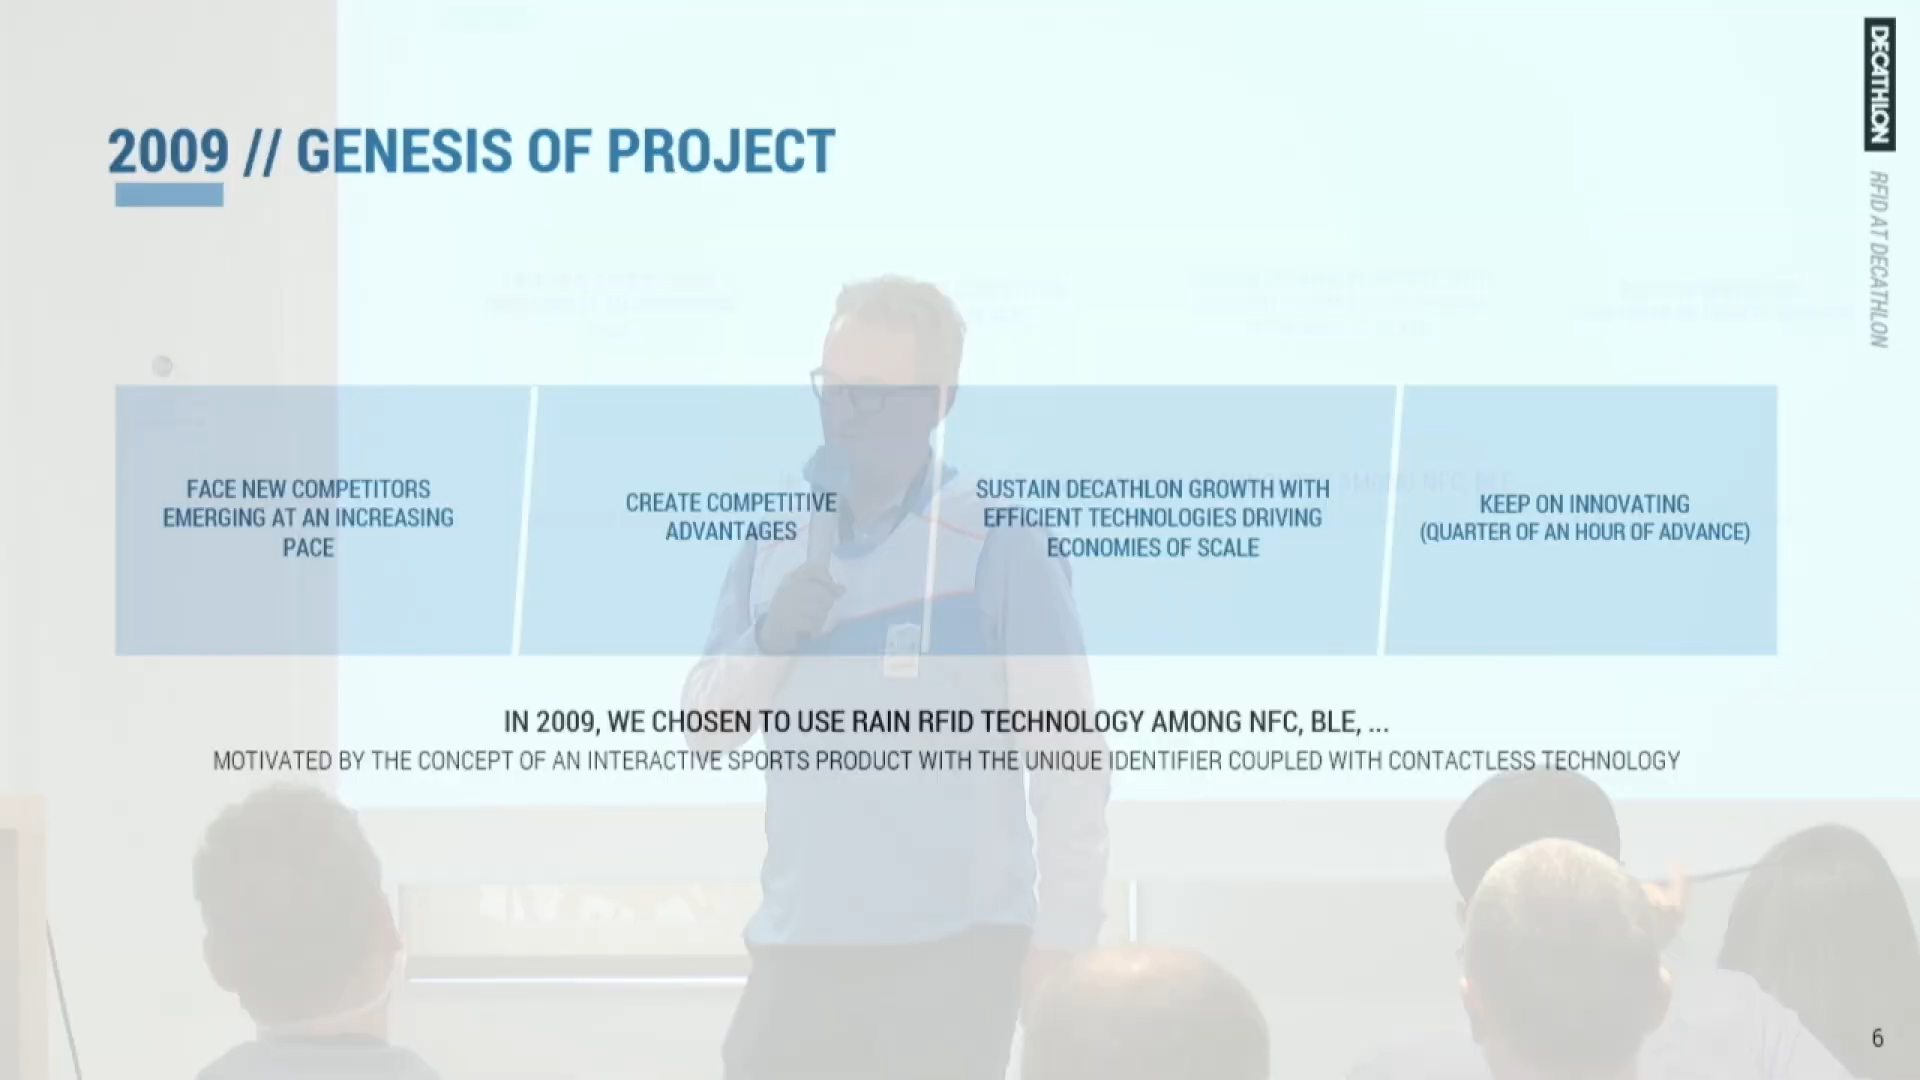 2009 // GENESIS OF PROJECT
FACE NEW COMPETITORS
EMERGING AT AN INCREASING
PACE
CREATE COMPETITIVE
ADVANTAGES
SUSTAIN DECATHLON GROWTH WITH
EFFICIENT TECHNOLOGIES DRIVING
ECONOMIES OF SCALE
KEEP ON INNOVATING
(QUARTER OF AN HOUR OF ADVANCE)
IN 2009, WE CHOSEN TO USE RAIN RFID TECHNOLOGY AMONG NFC, BLE, ...
MOTIVATED BY THE CONCEPT OF AN INTERACTIVE SPORTS PRODUCT WITH THE UNIQUE IDENTIFIER COUPLED WITH CONTACTLESS TECHNOLOGY
DECATHLON
RFID AT DECATHLON
6